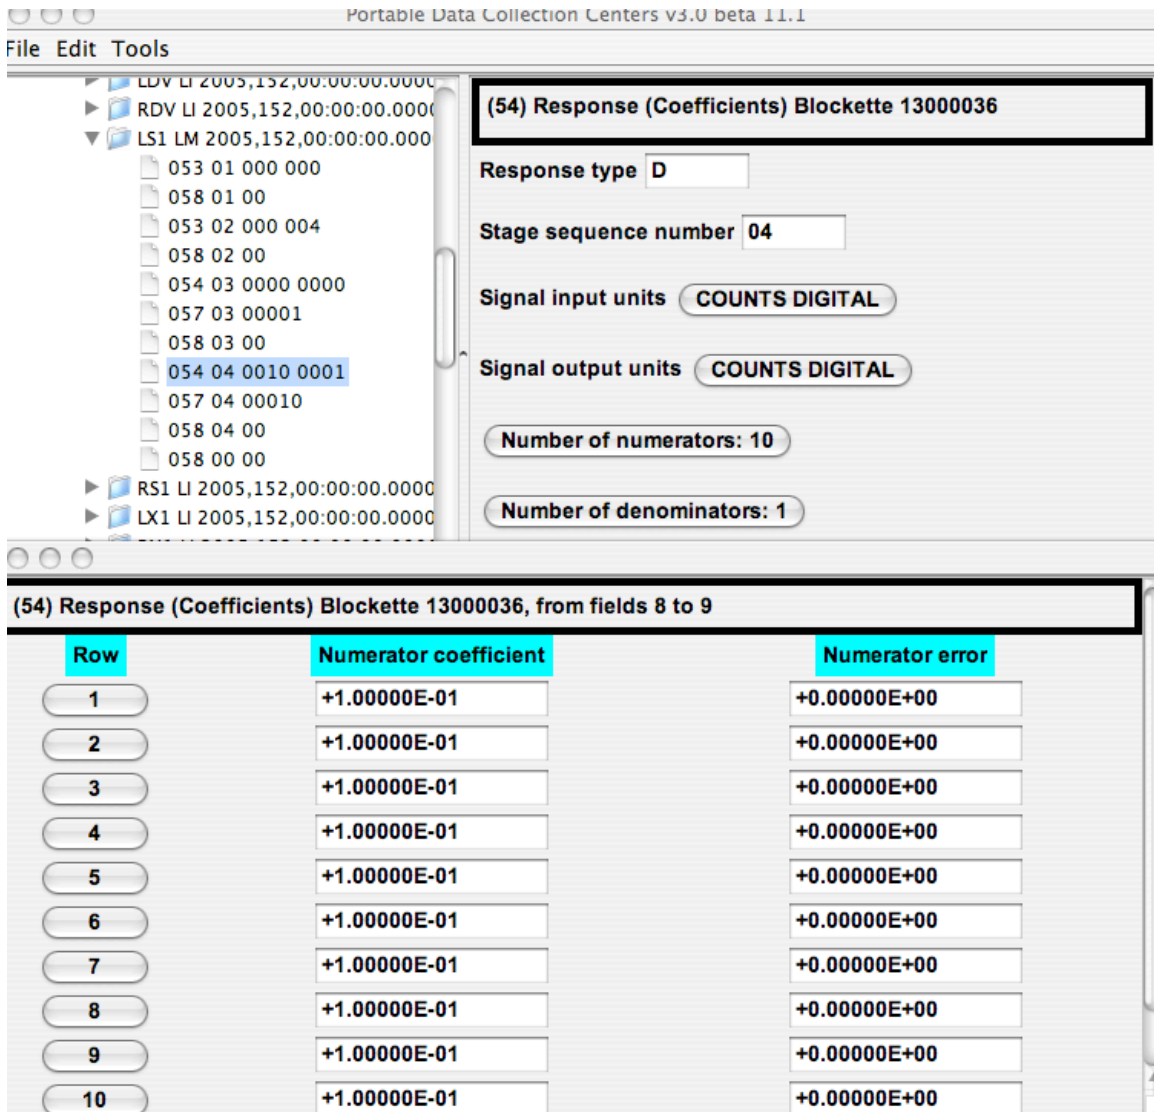 Portable Data Collection Centers v3.0 beta 11.1
File Edit Tools
LDV LI 2005,152,00:00:00.0000
RDV LI 2005,152,00:00:00.0000
LS1 LM 2005,152,00:00:00.000
053 01 000 000
058 01 00
053 02 000 004
058 02 00
054 03 0000 0000
057 03 00001
058 03 00
054 04 0010 0001
057 04 00010
058 04 00
058 00 00
RS1 LI 2005,152,00:00:00.0000
LX1 LI 2005,152,00:00:00.0000
(54) Response (Coefficients) Blockette 13000036
Response type D
Stage sequence number 04
Signal input units COUNTS DIGITAL
Signal output units COUNTS DIGITAL
Number of numerators: 10
Number of denominators: 1
(54) Response (Coefficients) Blockette 13000036, from fields 8 to 9
Row Numerator coefficient Numerator error
1 +1.00000E-01 +0.00000E+00
2 +1.00000E-01 +0.00000E+00
3 +1.00000E-01 +0.00000E+00
4 +1.00000E-01 +0.00000E+00
5 +1.00000E-01 +0.00000E+00
6 +1.00000E-01 +0.00000E+00
7 +1.00000E-01 +0.00000E+00
8 +1.00000E-01 +0.00000E+00
9 +1.00000E-01 +0.00000E+00
10 +1.00000E-01 +0.00000E+00